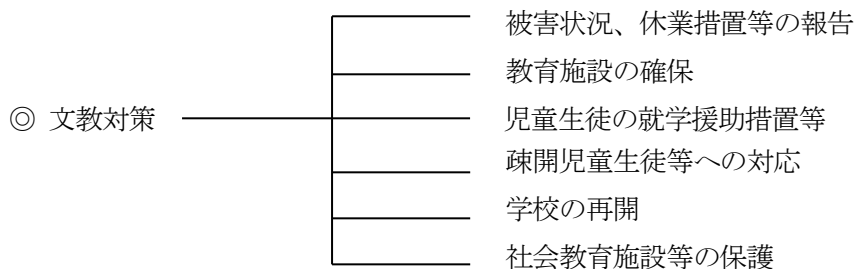 被害状況、休業措置等の報告
教育施設の確保
◎ 文教対策
児童生徒の就学援助措置等
疎開児童生徒等への対応
学校の再開
社会教育施設等の保護